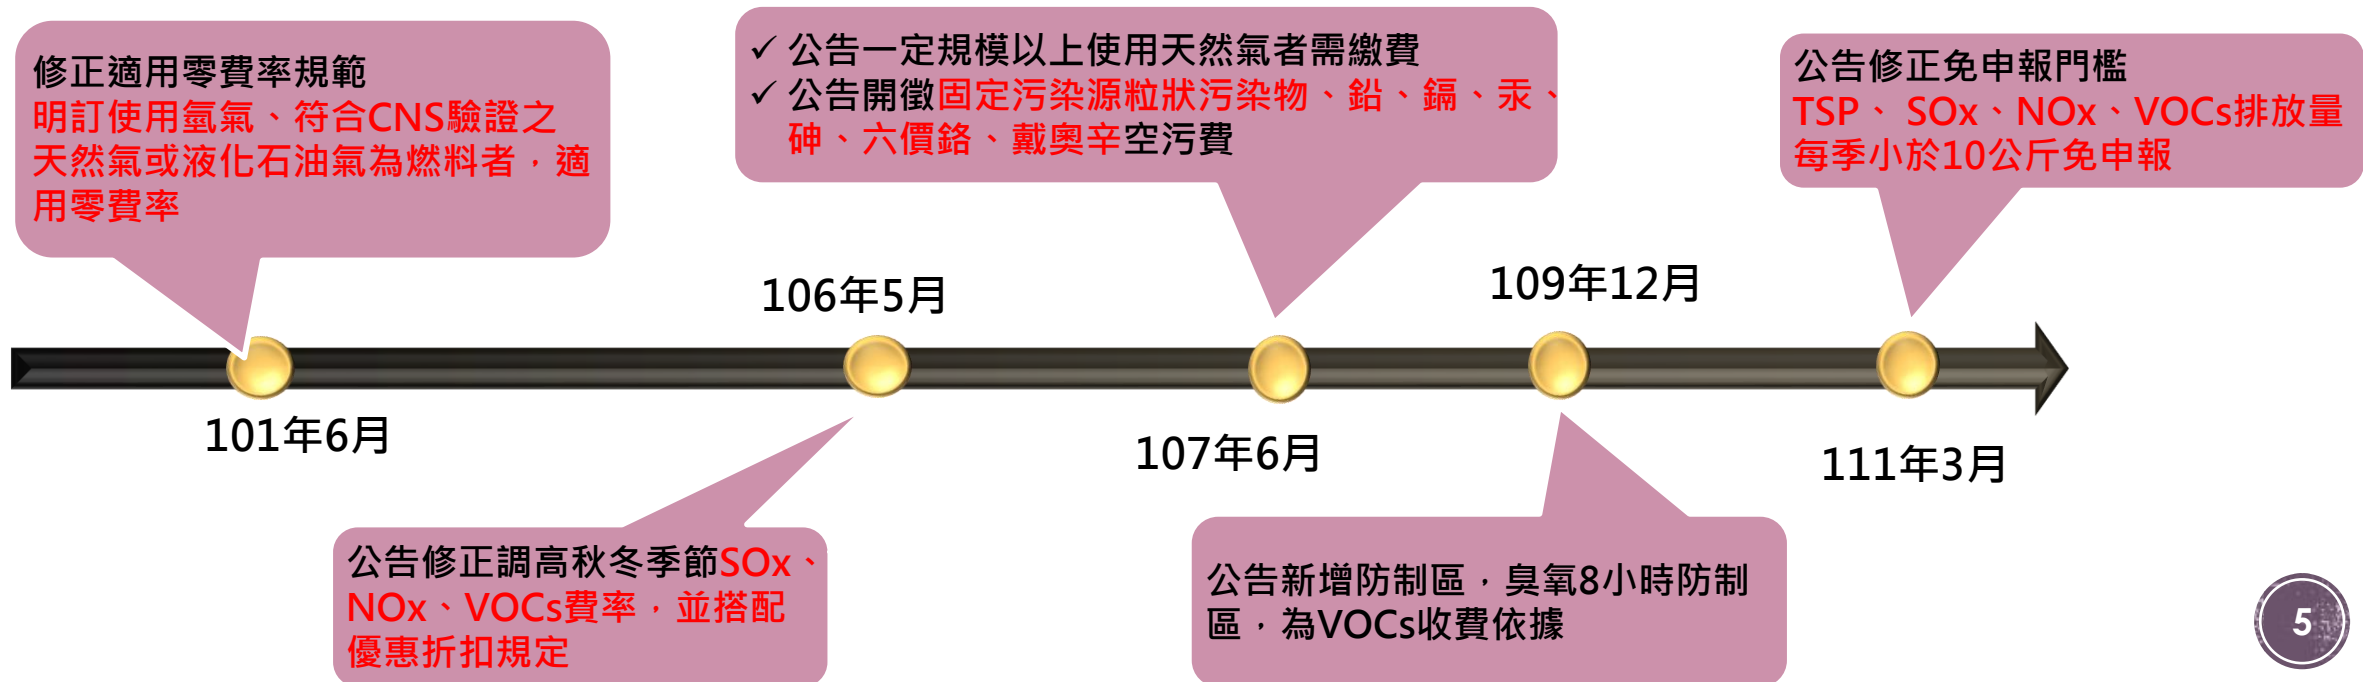 修正適用零費率規範
明訂使用氫氣、符合CNS驗證之
天然氣或液化石油氣為燃料者，適
用零費率
✓ 公告一定規模以上使用天然氣者需繳費
✓ 公告開徵固定污染源粒狀污染物、鉛、鎘、汞、
砷、六價鉻、戴奧辛空污費
公告修正免申報門檻
TSP、 SOx、NOx、VOCs排放量
每季小於10公斤免申報
106年5月
109年12月
101年6月
107年6月
111年3月
公告修正調高秋冬季節SOx、
NOx、VOCs費率，並搭配
優惠折扣規定
公告新增防制區，臭氧8小時防制
區，為VOCs收費依據
5